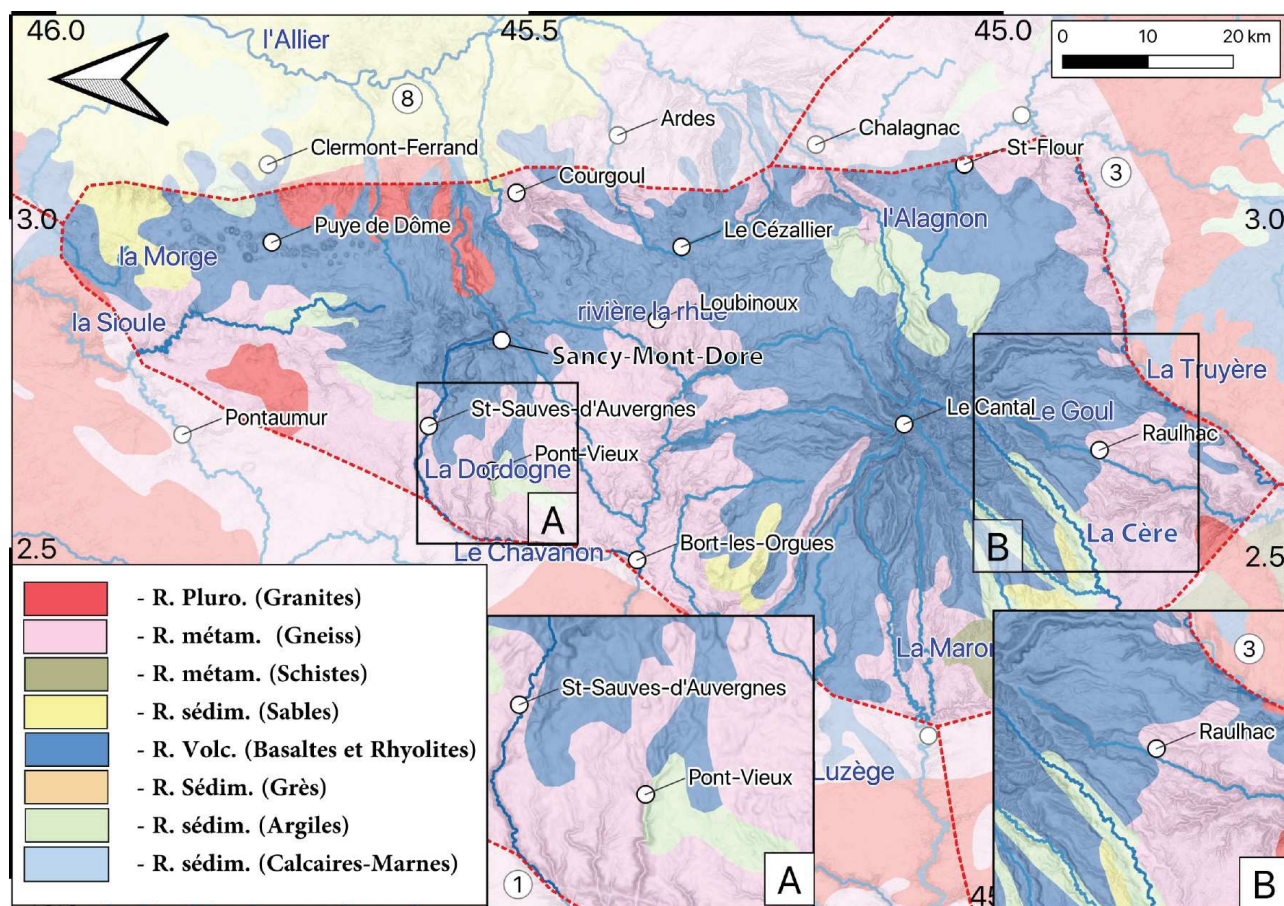 46.0
45.5
45.0
0 10 20 km
l'Allier
8
Ardes
Chalagnac
Clermont-Ferrand
St-Flour
3
Courgoul
3.0
Puye de Dôme
la Morge
Le Cézallier
l'Alagnon
3.0
la Sioule
rivière la rhue
Loubinoux
Sancy-Mont-Dore
La Truyère
Pontaumur
St-Sauves-d'Auvergnes
Le Cantal
Le Goul
Raulhac
La Dordogne
Pont-Vieux
A
B
La Cère
Le Chavanon
Bort-les-Orgues
2.5
2.5
- R. Pluro. (Granites)
- R. métam. (Gneiss)
- R. métam. (Schistes)
- R. sédim. (Sables)
- R. Volc. (Basaltes et Rhyolites)
- R. Sédim. (Grès)
- R. sédim. (Argiles)
- R. sédim. (Calcaires-Marnes)
St-Sauves-d'Auvergnes
Pont-Vieux
1
A
La Maron
Luzège
45
3
Raulhac
B